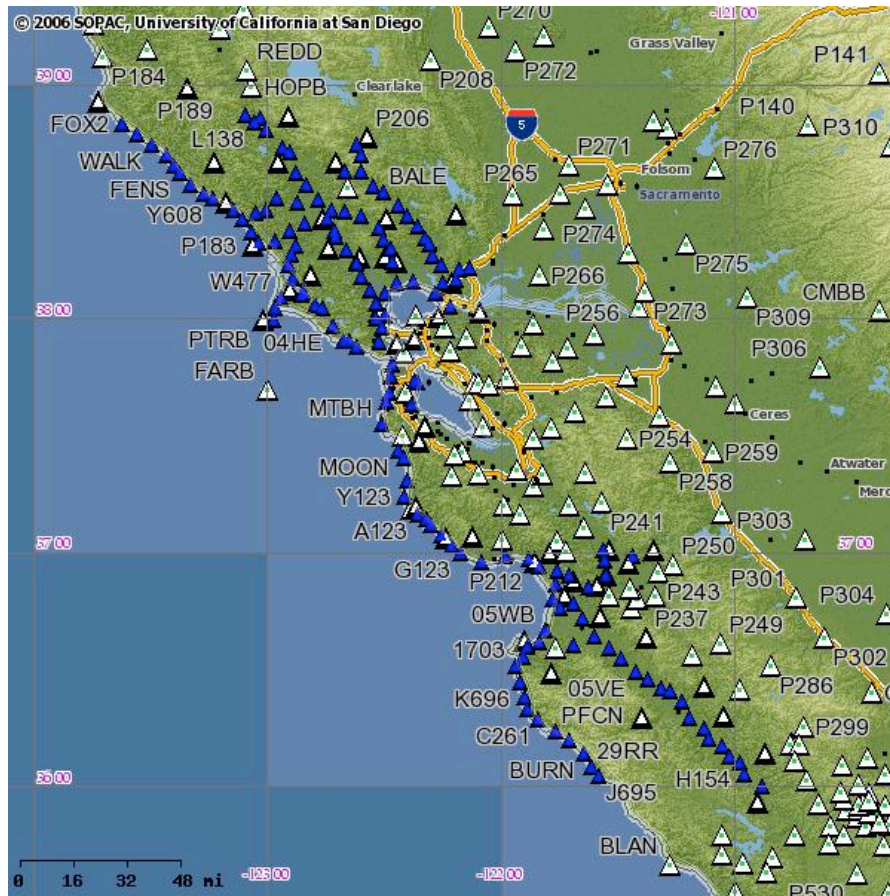 © 2006 SOPAC, University of California at San Diego
P270
-121 00
Grass Valley
REDD
P141
P184
P208
P272
39 00
HOPB
Clearlake
P189
P140
FOX2
P206
5
P310
L138
P271
WALK
P276
BALE
P265
Folsom
FENS
Sacramento
Y608
P274
P183
P275
W477
P266
CMBB
38 00
P256
P273
P309
PTRB
04HE
P306
FARB
MTBH
Ceres
P254
P259
MOON
Atwater
P258
Merc
Y123
P303
A123
P241
37 00
P250
G123
P212
P301
P243
P304
05WB
P237
P249
1703
P302
05VE
P286
K696
PFCN
C261
P299
29RR
BURN
H154
36 00
J695
BLAN
-123 00
-122 00
P530
0 16 32 48 mi